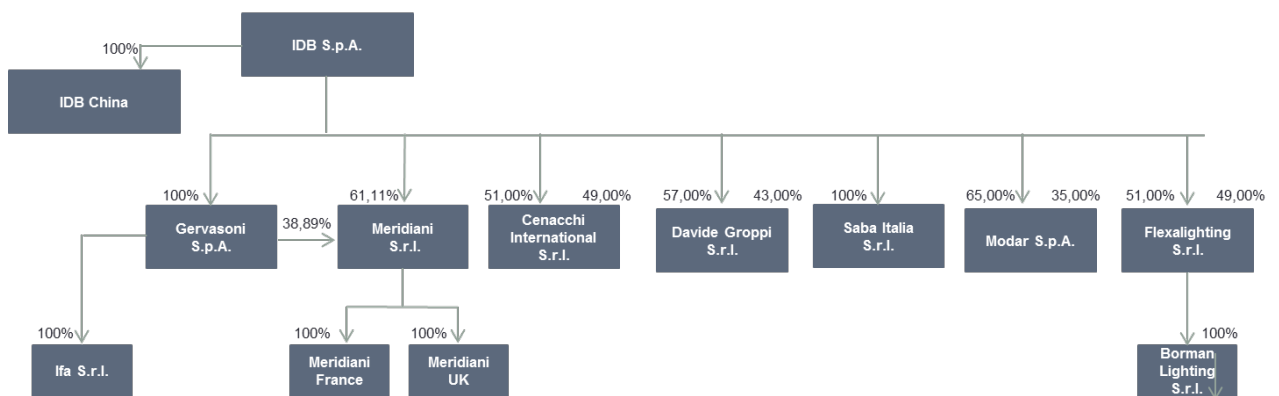 IDB S.p.A.
100%
IDB China
100%
61,11%
51,00%
49,00%
57,00%
43,00%
100%
65,00%
35,00%
51,00%
49,00%
Gervasoni
S.p.A.
38,89%
Meridiani
S.r.l.
Cenacchi
International
S.r.l.
Davide Groppi
S.r.l.
Saba Italia
S.r.l.
Modar S.p.A.
Flexalighting
S.r.l.
100%
100%
100%
100%
Ifa S.r.l.
Meridiani
France
Meridiani
UK
Borman
Lighting
S.r.l.